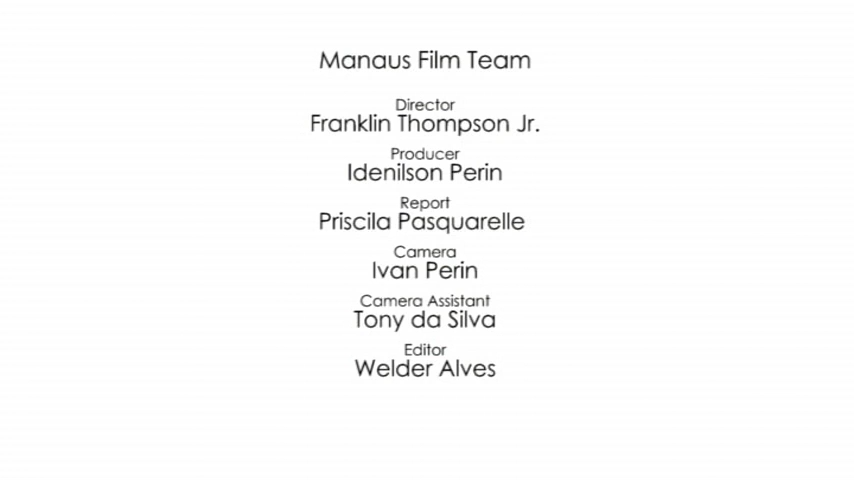 Manaus Film Team
Director
Franklin Thompson Jr.
Producer
Idenilson Perin
Report
Priscila Pasquarelle
Camera
Ivan Perin
Camera Assistant
Tony da Silva
Editor
Welder Alves